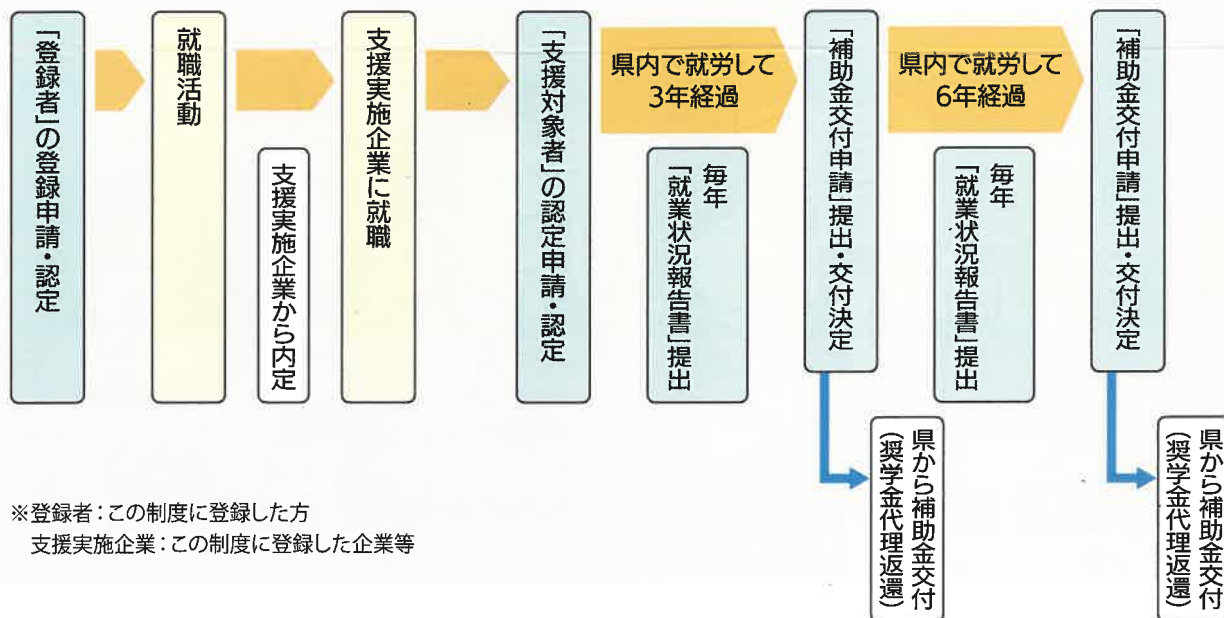 「登録者」の登録申請・認定
就職活動
支援実施企業から内定
支援実施企業に就職
「支援対象者」の認定申請・認定
県内で就労して
3年経過
毎年
「就業状況報告書」提出
「補助金交付申請」提出・交付決定
県から補助金交付
(奨学金代理返還)
県内で就労して
6年経過
毎年
「就業状況報告書」提出
「補助金交付申請」提出・交付決定
県から補助金交付
(奨学金代理返還)
※登録者:この制度に登録した方
支援実施企業:この制度に登録した企業等